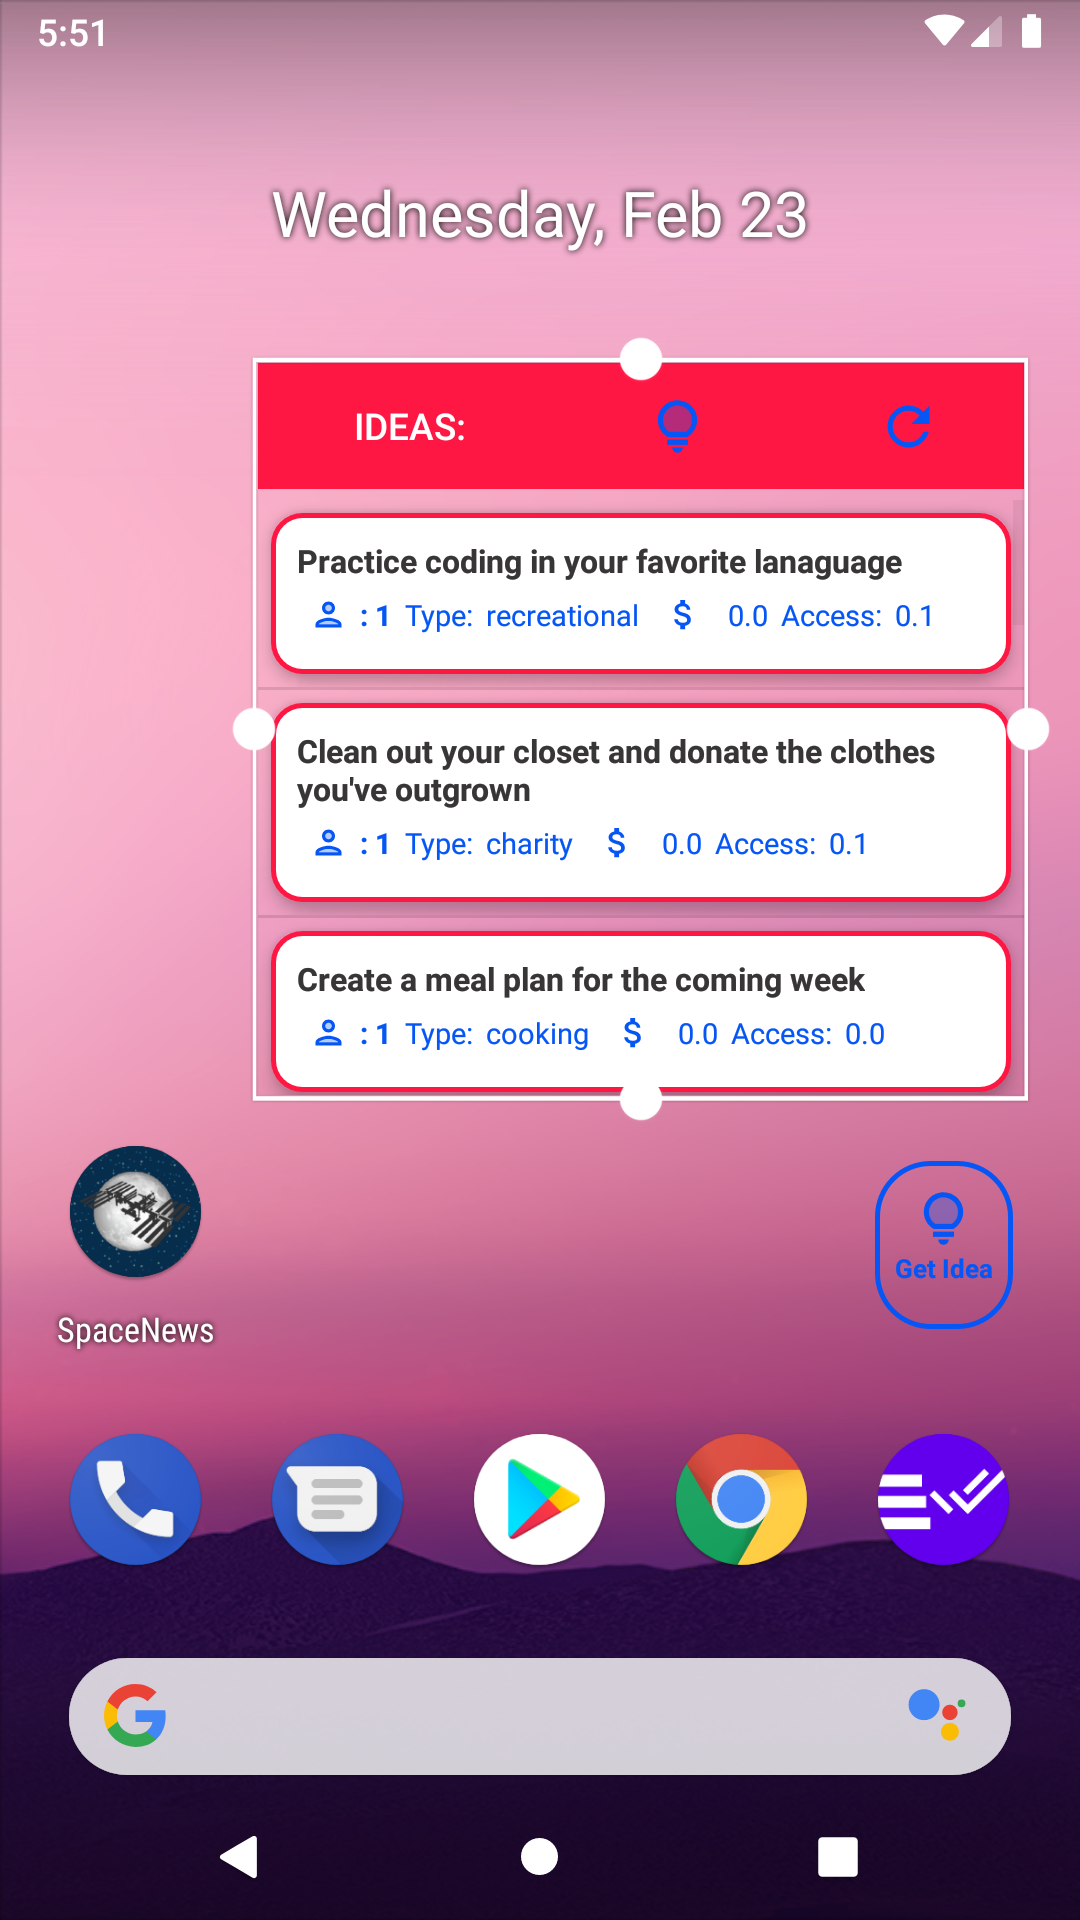 5:51
Wednesday, Feb 23
IDEAS:
Practice coding in your favorite lanaguage
: 1 Type: recreational $ 0.0 Access: 0.1
Clean out your closet and donate the clothes
you've outgrown
: 1 Type: charity $ 0.0 Access: 0.1
Create a meal plan for the coming week
: 1 Type: cooking $ 0.0 Access: 0.0
SpaceNews
Get Idea